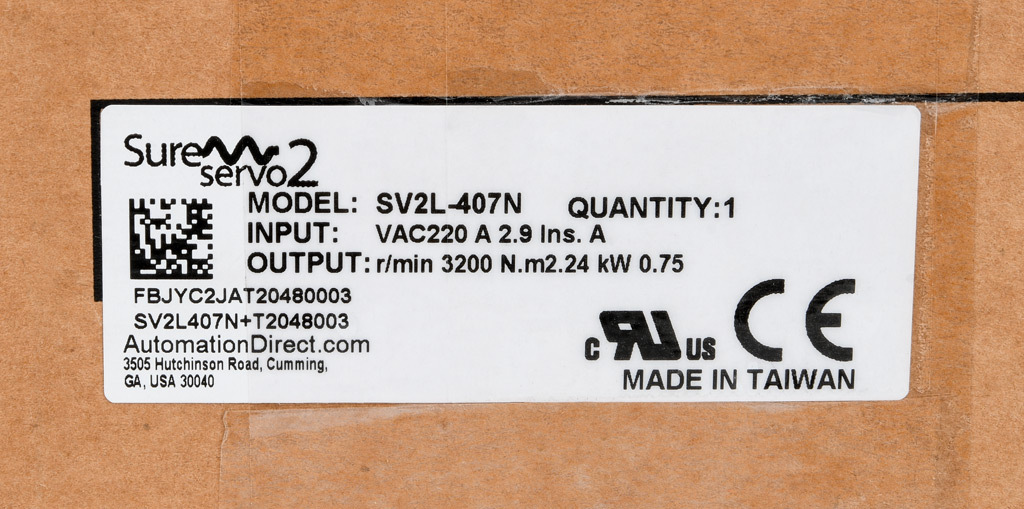 Sure
servo2
MODEL: SV2L-407N QUANTITY:1
INPUT: VAC220 A 2.9 Ins. A
OUTPUT: r/min 3200 N.m2.24 kW 0.75
FBJYC2JAT20480003
SV2L407N+T2048003
AutomationDirect.com
3505 Hutchinson Road, Cumming,
GA, USA 30040
c RU US CE
MADE IN TAIWAN